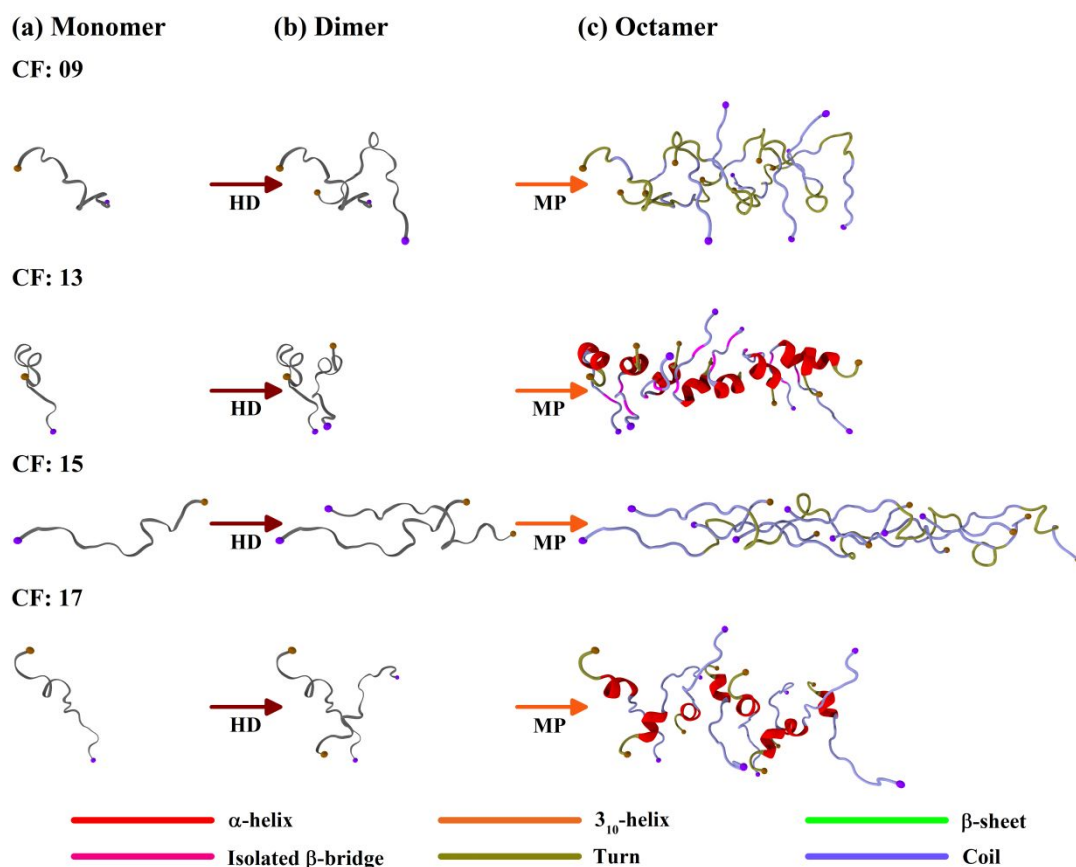 (a) Monomer (b) Dimer (c) Octamer
CF: 09
HD MP
CF: 13
HD MP
CF: 15
HD MP
CF: 17
HD MP
α-helix 3₁₀-helix β-sheet
Isolated β-bridge Turn Coil